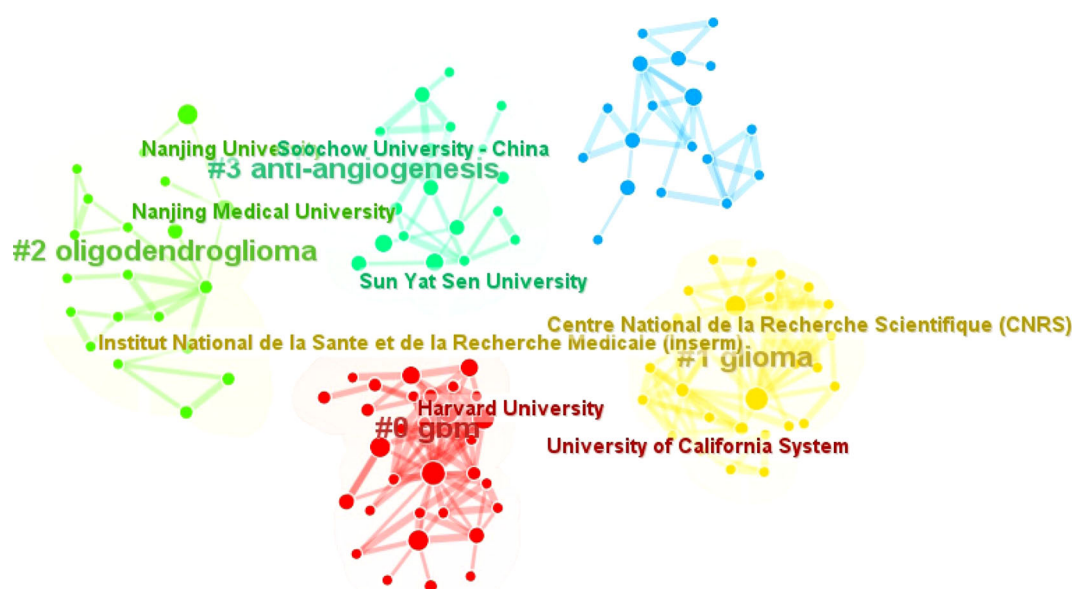 Nanjing University
Soochow University - China
#3 anti-angiogenesis
Nanjing Medical University
#2 oligodendroglioma
Sun Yat Sen University
Centre National de la Recherche Scientifique (CNRS)
Institut National de la Sante et de la Recherche Medicale (Inserm)
#1 glioma
Harvard University
#0 gbm
University of California System